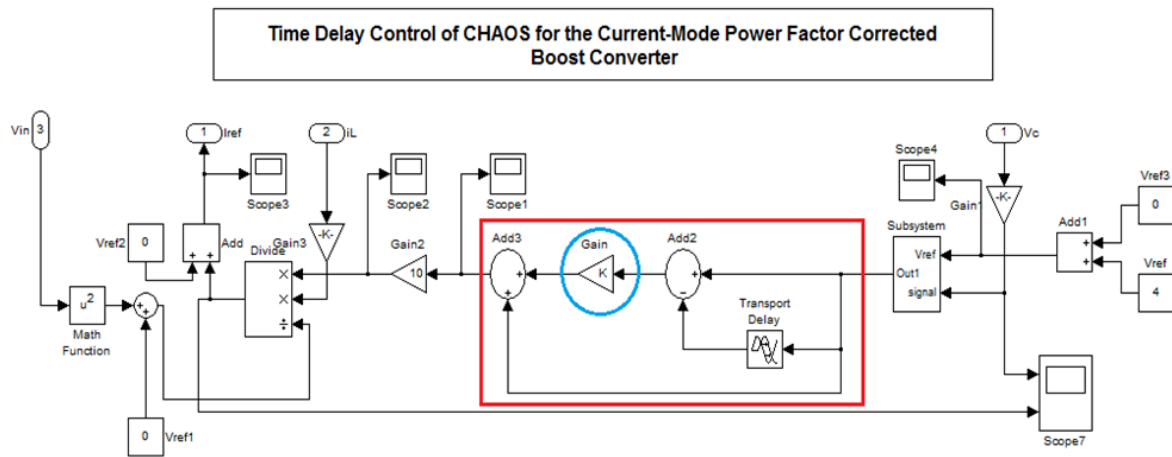 Time Delay Control of CHAOS for the Current-Mode Power Factor Corrected
Boost Converter
Vin 3
1 Iref
2 iL
1 Vc
Scope3
Scope2
Scope1
Scope4
Vref3
0
Vref2
0
Add
Gain3
-K-
Divide
×
×
÷
Gain2
10
Add3
+
+
Gain
K
Add2
+
−
Transport
Delay
Subsystem
Vref
Out1
signal
Gain1
-K-
Add1
+
+
Vref
4
+ +
u²
Math
Function
+
+
0
Vref1
Scope7